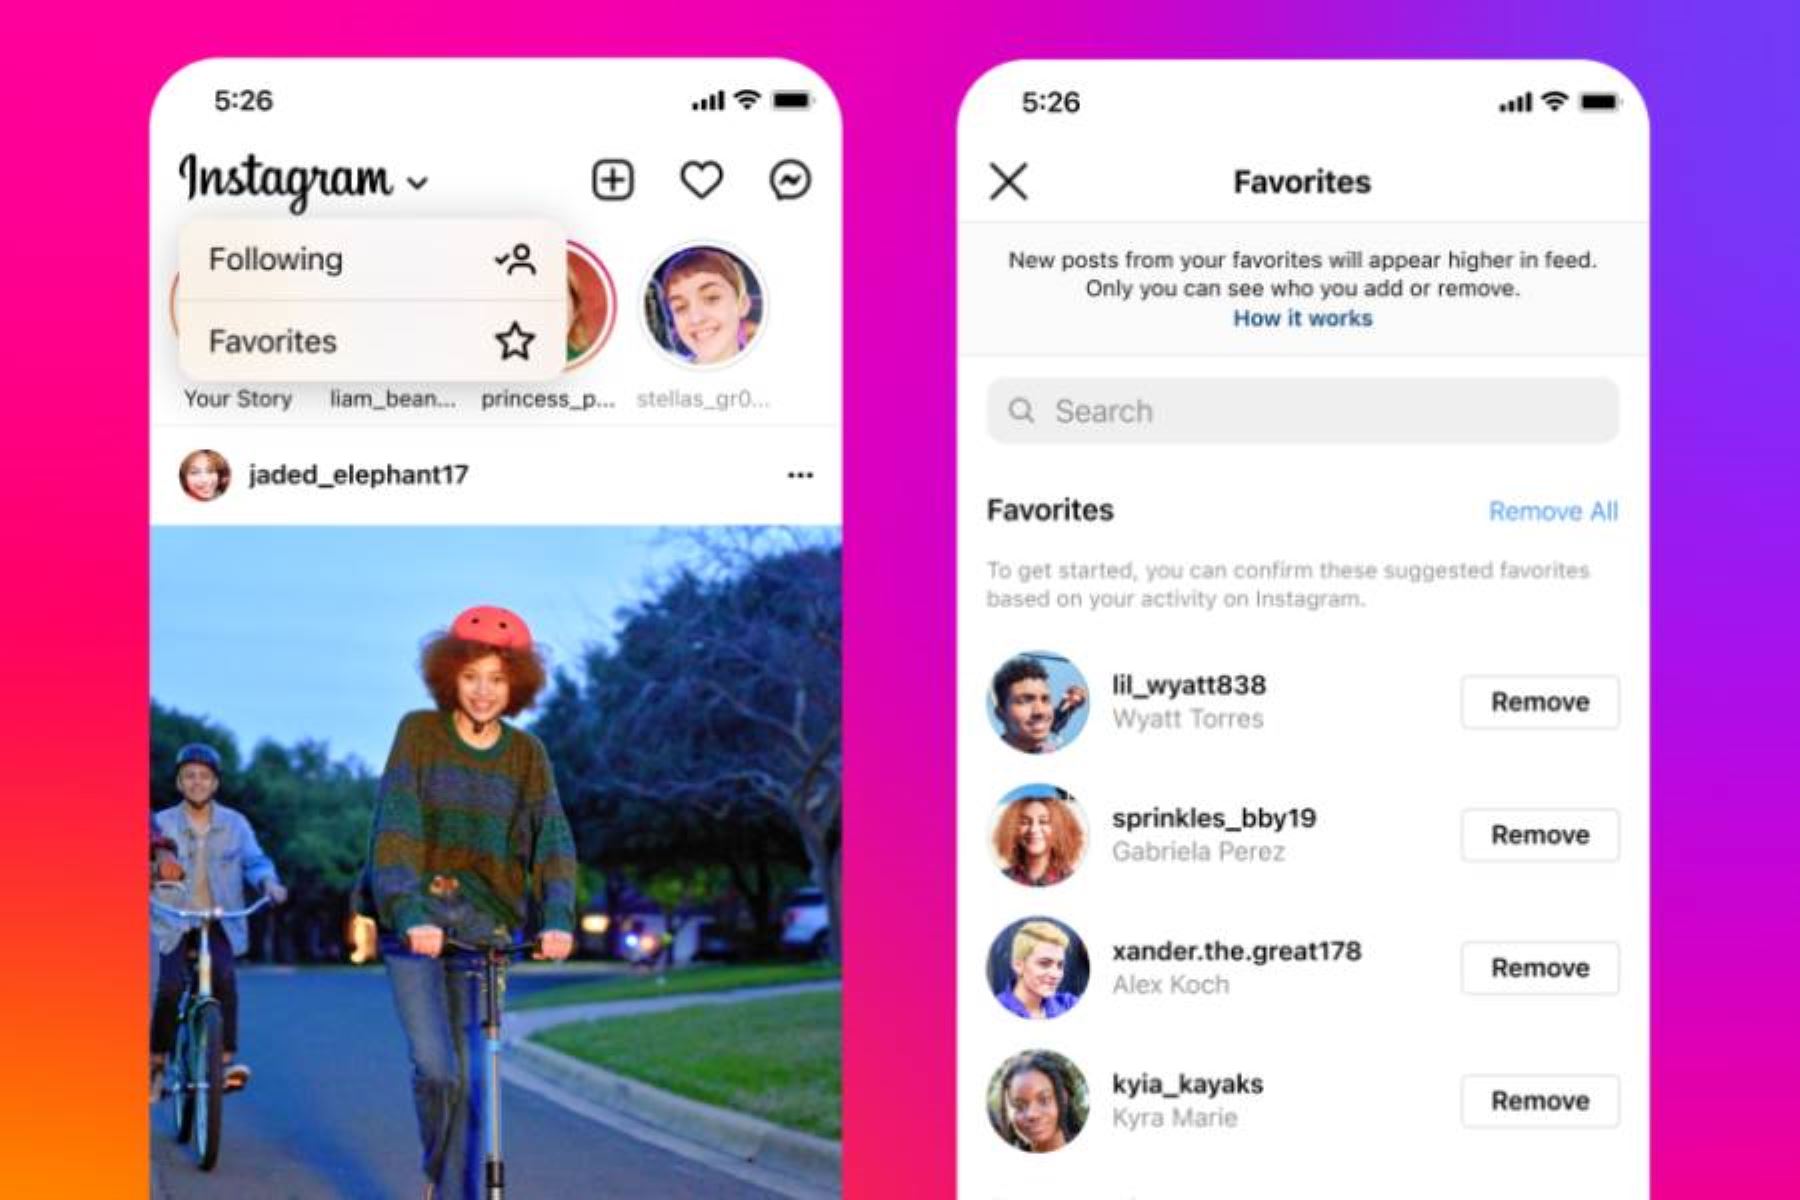 5:26
Instagram
Following
Favorites
Your Story
liam_bean...
princess_p...
stellas_gr0...
jaded_elephant17
5:26
Favorites
New posts from your favorites will appear higher in feed.
Only you can see who you add or remove.
How it works
Search
Favorites
Remove All
To get started, you can confirm these suggested favorites
based on your activity on Instagram.
lil_wyatt838
Wyatt Torres
Remove
sprinkles_bby19
Gabriela Perez
Remove
xander.the.great178
Alex Koch
Remove
kyia_kayaks
Kyra Marie
Remove